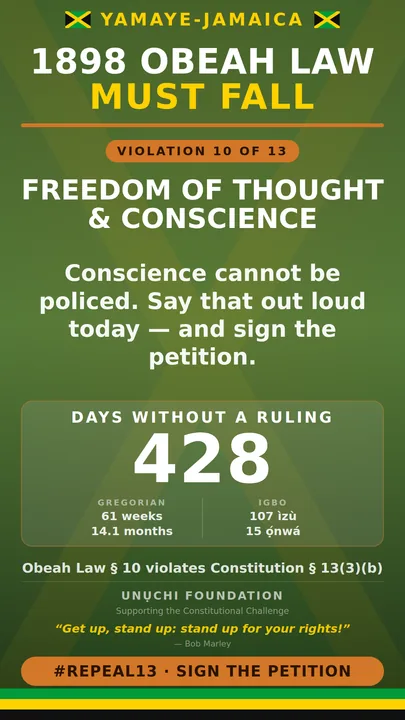 YAMAYE-JAMAICA
1898 OBEAH LAW
MUST FALL
VIOLATION 10 OF 13
FREEDOM OF THOUGHT
& CONSCIENCE
Conscience cannot be
policed. Say that out loud
today — and sign the
petition.
DAYS WITHOUT A RULING
428
GREGORIAN
61 weeks
14.1 months
IGBO
107 ìzù
15 ọ́nwá
Obeah Law § 10 violates Constitution § 13(3)(b)
UNỤCHI FOUNDATION
Supporting the Constitutional Challenge
“Get up, stand up: stand up for your rights!”
— Bob Marley
#REPEAL13 · SIGN THE PETITION